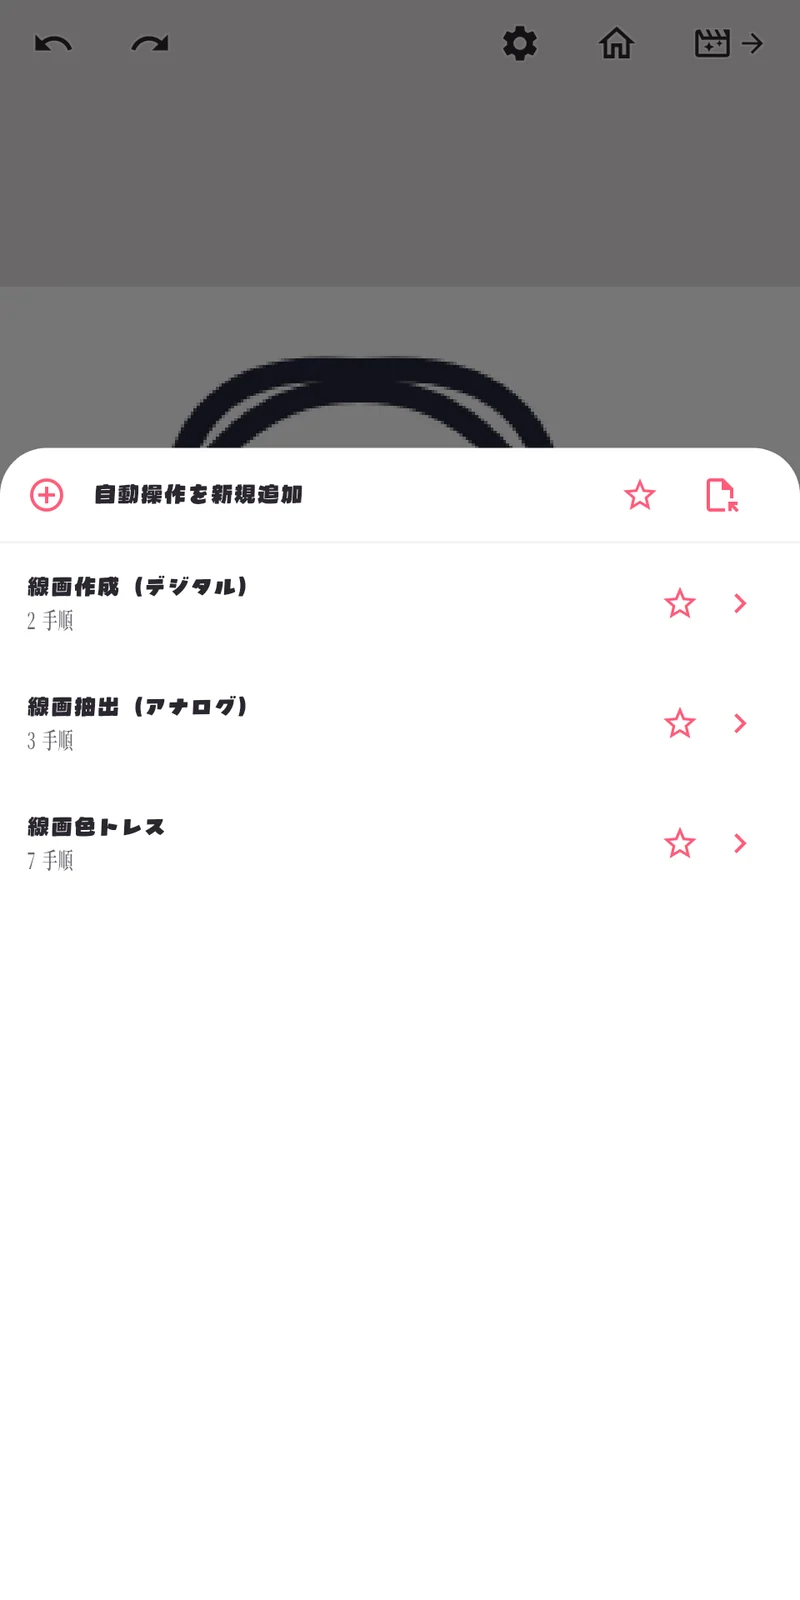 自動操作を新規追加
線画作成（デジタル）
2 手順
線画抽出（アナログ）
3 手順
線画色トレス
7 手順